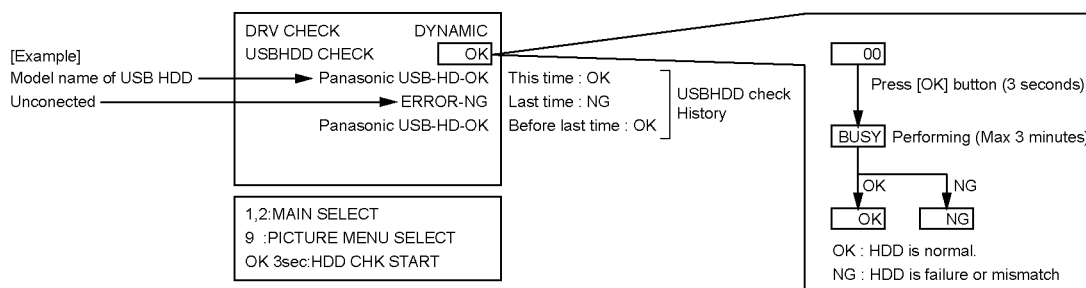 DRV CHECK DYNAMIC
USBHDD CHECK OK
[Example]
Model name of USB HDD Panasonic USB-HD-OK This time : OK
Unconected ERROR-NG Last time : NG
Panasonic USB-HD-OK Before last time : OK
USBHDD check
History
1,2:MAIN SELECT
9 :PICTURE MENU SELECT
OK 3sec:HDD CHK START
00
Press [OK] button (3 seconds)
BUSY Performing (Max 3 minutes)
OK NG
OK NG
OK : HDD is normal.
NG : HDD is failure or mismatch